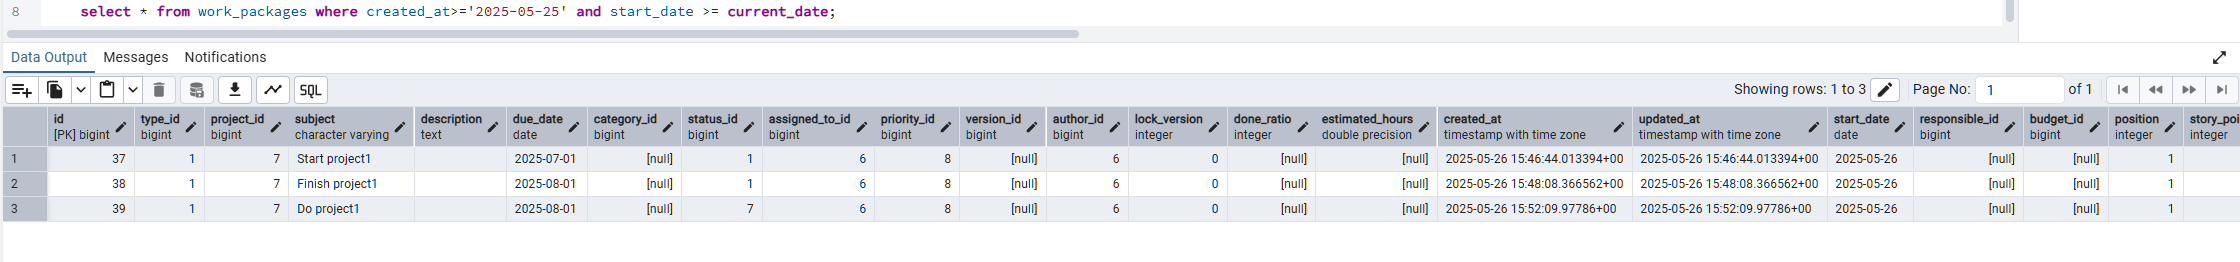 8 select * from work_packages where created_at>='2025-05-25' and start_date >= current_date;
Data Output Messages Notifications
SQL Showing rows: 1 to 3 Page No: 1 of 1
id type_id project_id subject description due_date category_id status_id assigned_to_id priority_id version_id author_id lock_version done_ratio estimated_hours created_at updated_at start_date responsible_id budget_id position story_poi
[PK] bigint bigint bigint character varying text date bigint bigint bigint bigint bigint bigint integer integer double precision timestamp with time zone timestamp with time zone date bigint bigint integer integer
1 37 1 7 Start project1 2025-07-01 [null] 1 6 8 [null] 6 0 [null] [null] 2025-05-26 15:46:44.013394+00 2025-05-26 15:46:44.013394+00 2025-05-26 [null] [null] 1
2 38 1 7 Finish project1 2025-08-01 [null] 1 6 8 [null] 6 0 [null] [null] 2025-05-26 15:48:08.366562+00 2025-05-26 15:48:08.366562+00 2025-05-26 [null] [null] 1
3 39 1 7 Do project1 2025-08-01 [null] 7 6 8 [null] 6 0 [null] [null] 2025-05-26 15:52:09.97786+00 2025-05-26 15:52:09.97786+00 2025-05-26 [null] [null] 1